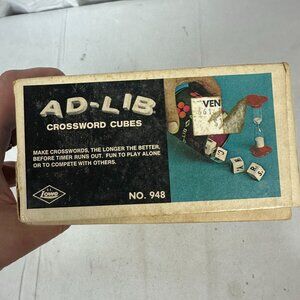 AD-LIB
CROSSWORD CUBES
MAKE CROSSWORDS, THE LONGER THE BETTER,
BEFORE TIMER RUNS OUT. FUN TO PLAY ALONE
OR TO COMPETE WITH OTHERS.
Lowe
NO. 948
VEN